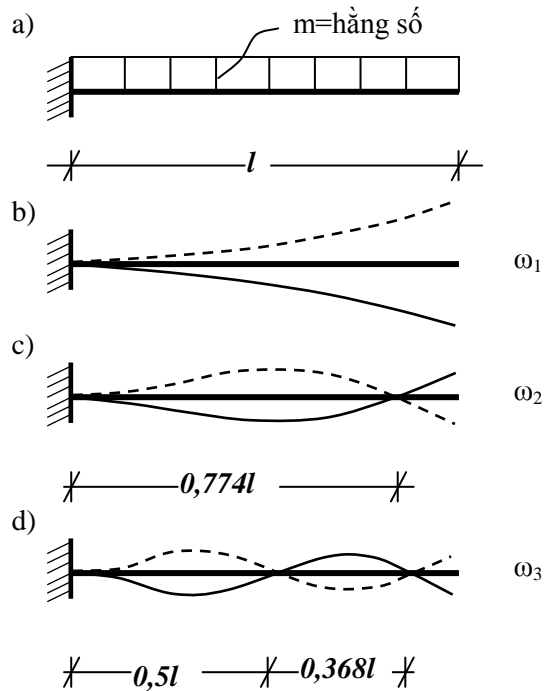 a)
m=hằng số
l
b)
ω1
c)
ω2
0,774l
d)
ω3
0,5l
0,368l